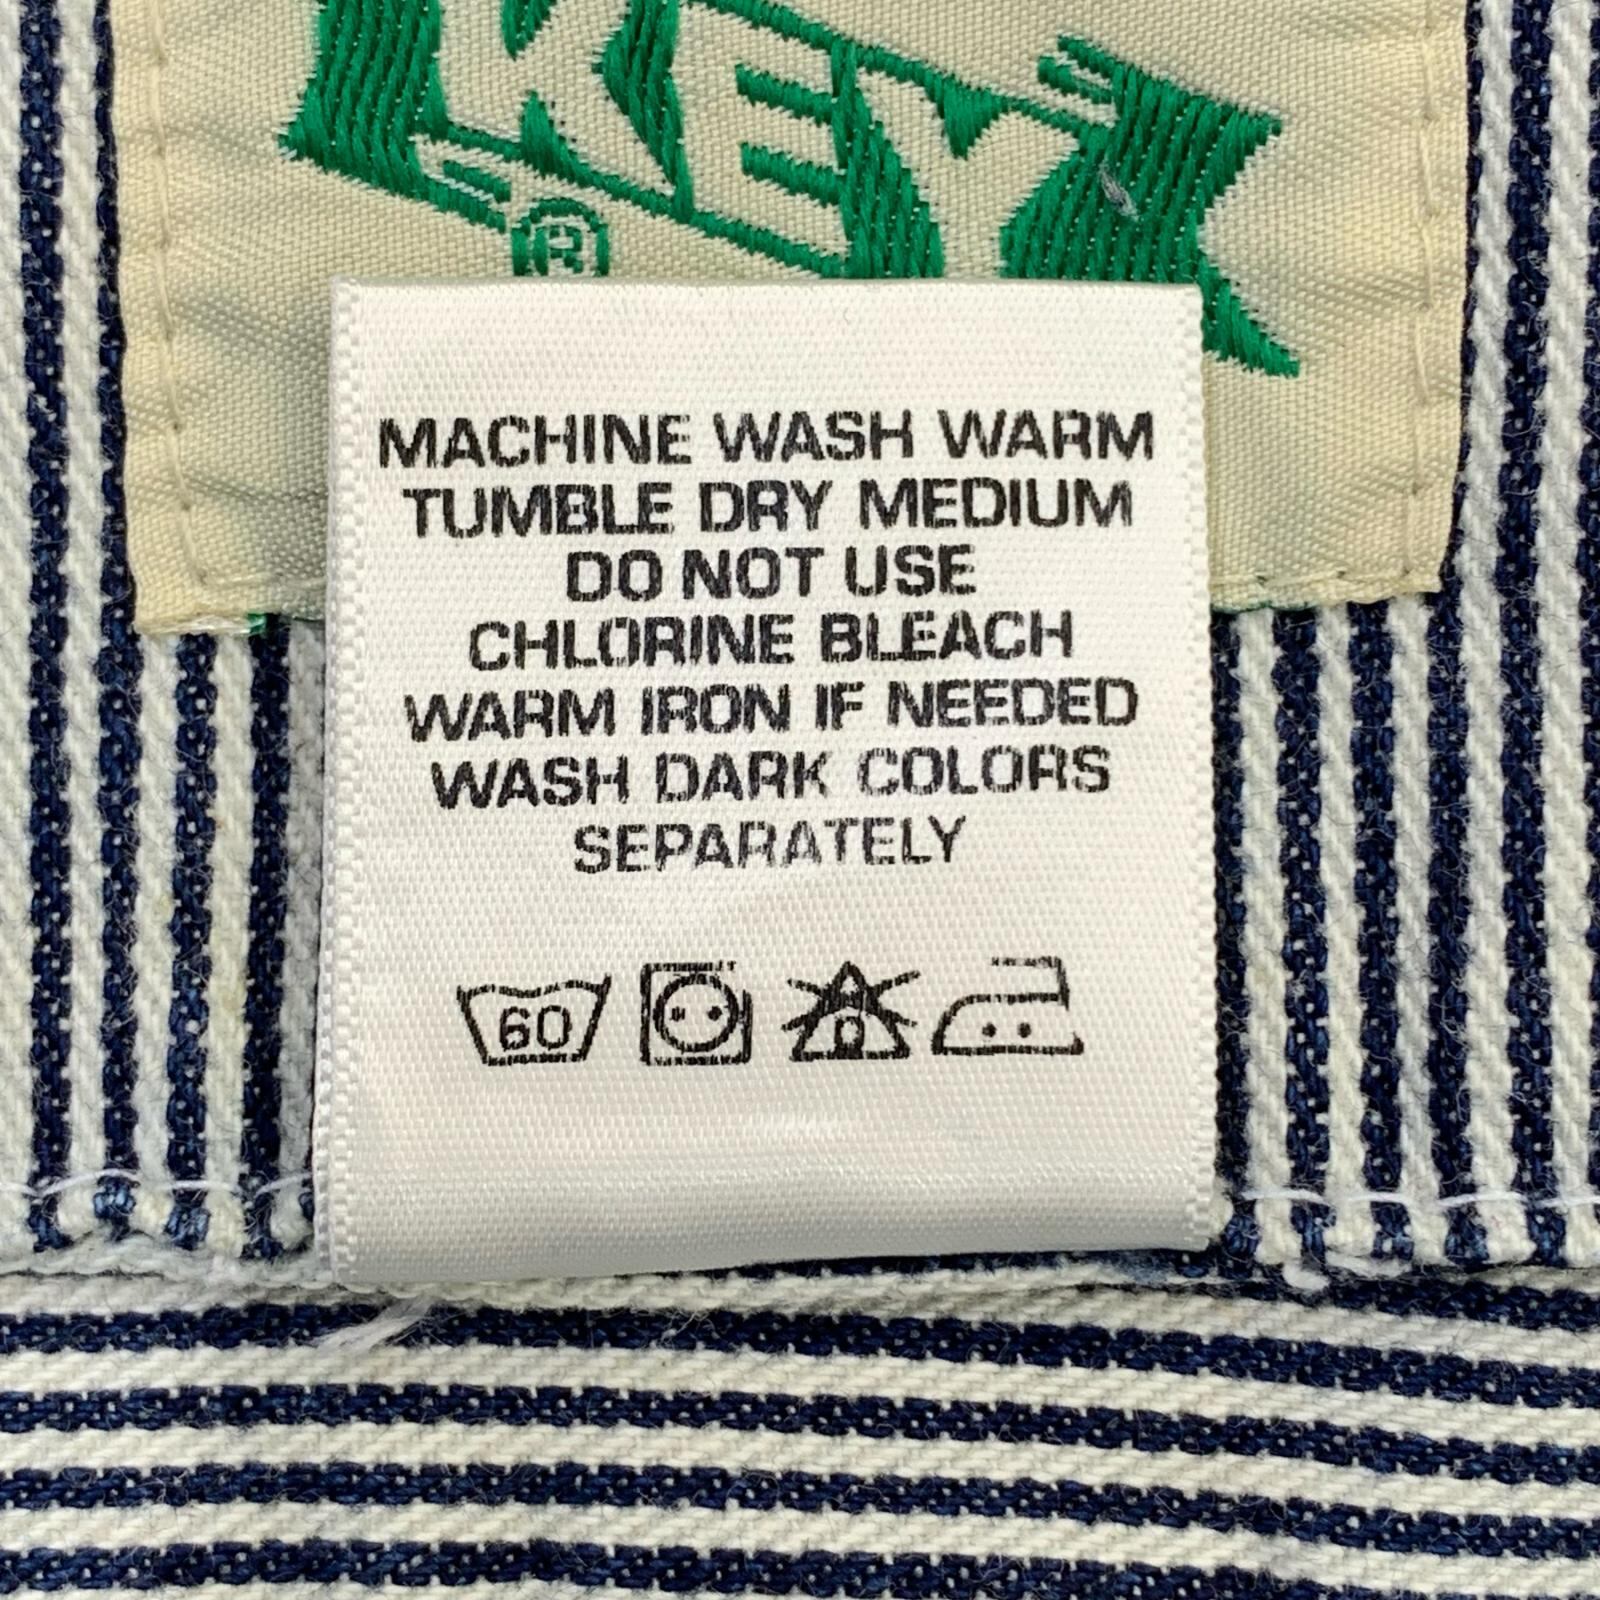 KEY
®
MACHINE WASH WARM
TUMBLE DRY MEDIUM
DO NOT USE
CHLORINE BLEACH
WARM IRON IF NEEDED
WASH DARK COLORS
SEPARATELY
60